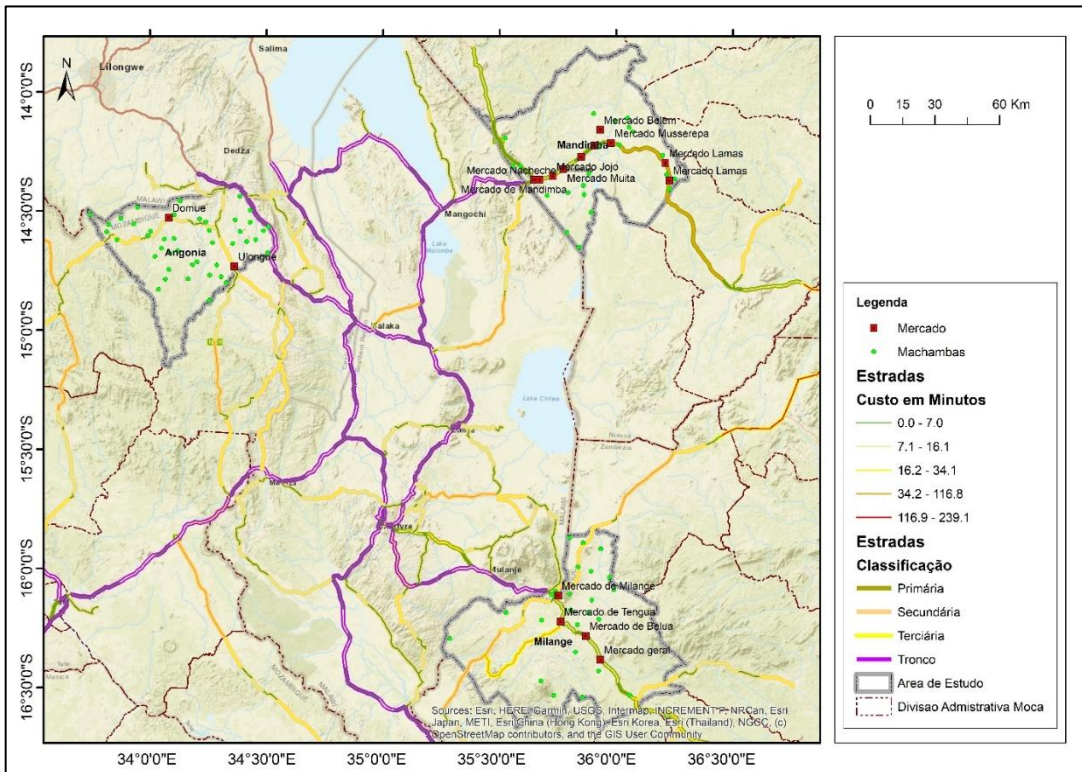 N
Salima
Lilongwe
Dedza
14°0'0"S
14°30'0"S
15°0'0"S
15°30'0"S
16°0'0"S
16°30'0"S
Mercado Belem
Mercado Musserepa
Mandimba
Mercado Lamas
Mercado Nacheche
Mercado Jojo
Mercado Lamas
Mercado de Mandimba
Mercado Muita
MALAWI
MOZAMBIQUE
Domue
Mangochi
Angonia
Ulongue
Lake Chilwa
Niassa
Zambezia
MALAWI
Mercado de Milange
Mercado de Tengua
Mercado de Belua
Milange
Mercado geral
Sources: Esri, HERE, Garmin, USGS, Intermap, INCREMENT P, NRCan, Esri
Japan, METI, Esri China (Hong Kong), Esri Korea, Esri (Thailand), NGCC, (c)
OpenStreetMap contributors, and the GIS User Community
34°0'0"E
34°30'0"E
35°0'0"E
35°30'0"E
36°0'0"E
36°30'0"E
0 15 30 60 Km
Legenda
Mercado
Machambas
Estradas
Custo em Minutos
0.0 - 7.0
7.1 - 16.1
16.2 - 34.1
34.2 - 116.8
116.9 - 239.1
Estradas
Classificação
Primária
Secundária
Terciária
Tronco
Area de Estudo
Divisao Admistrativa Moca